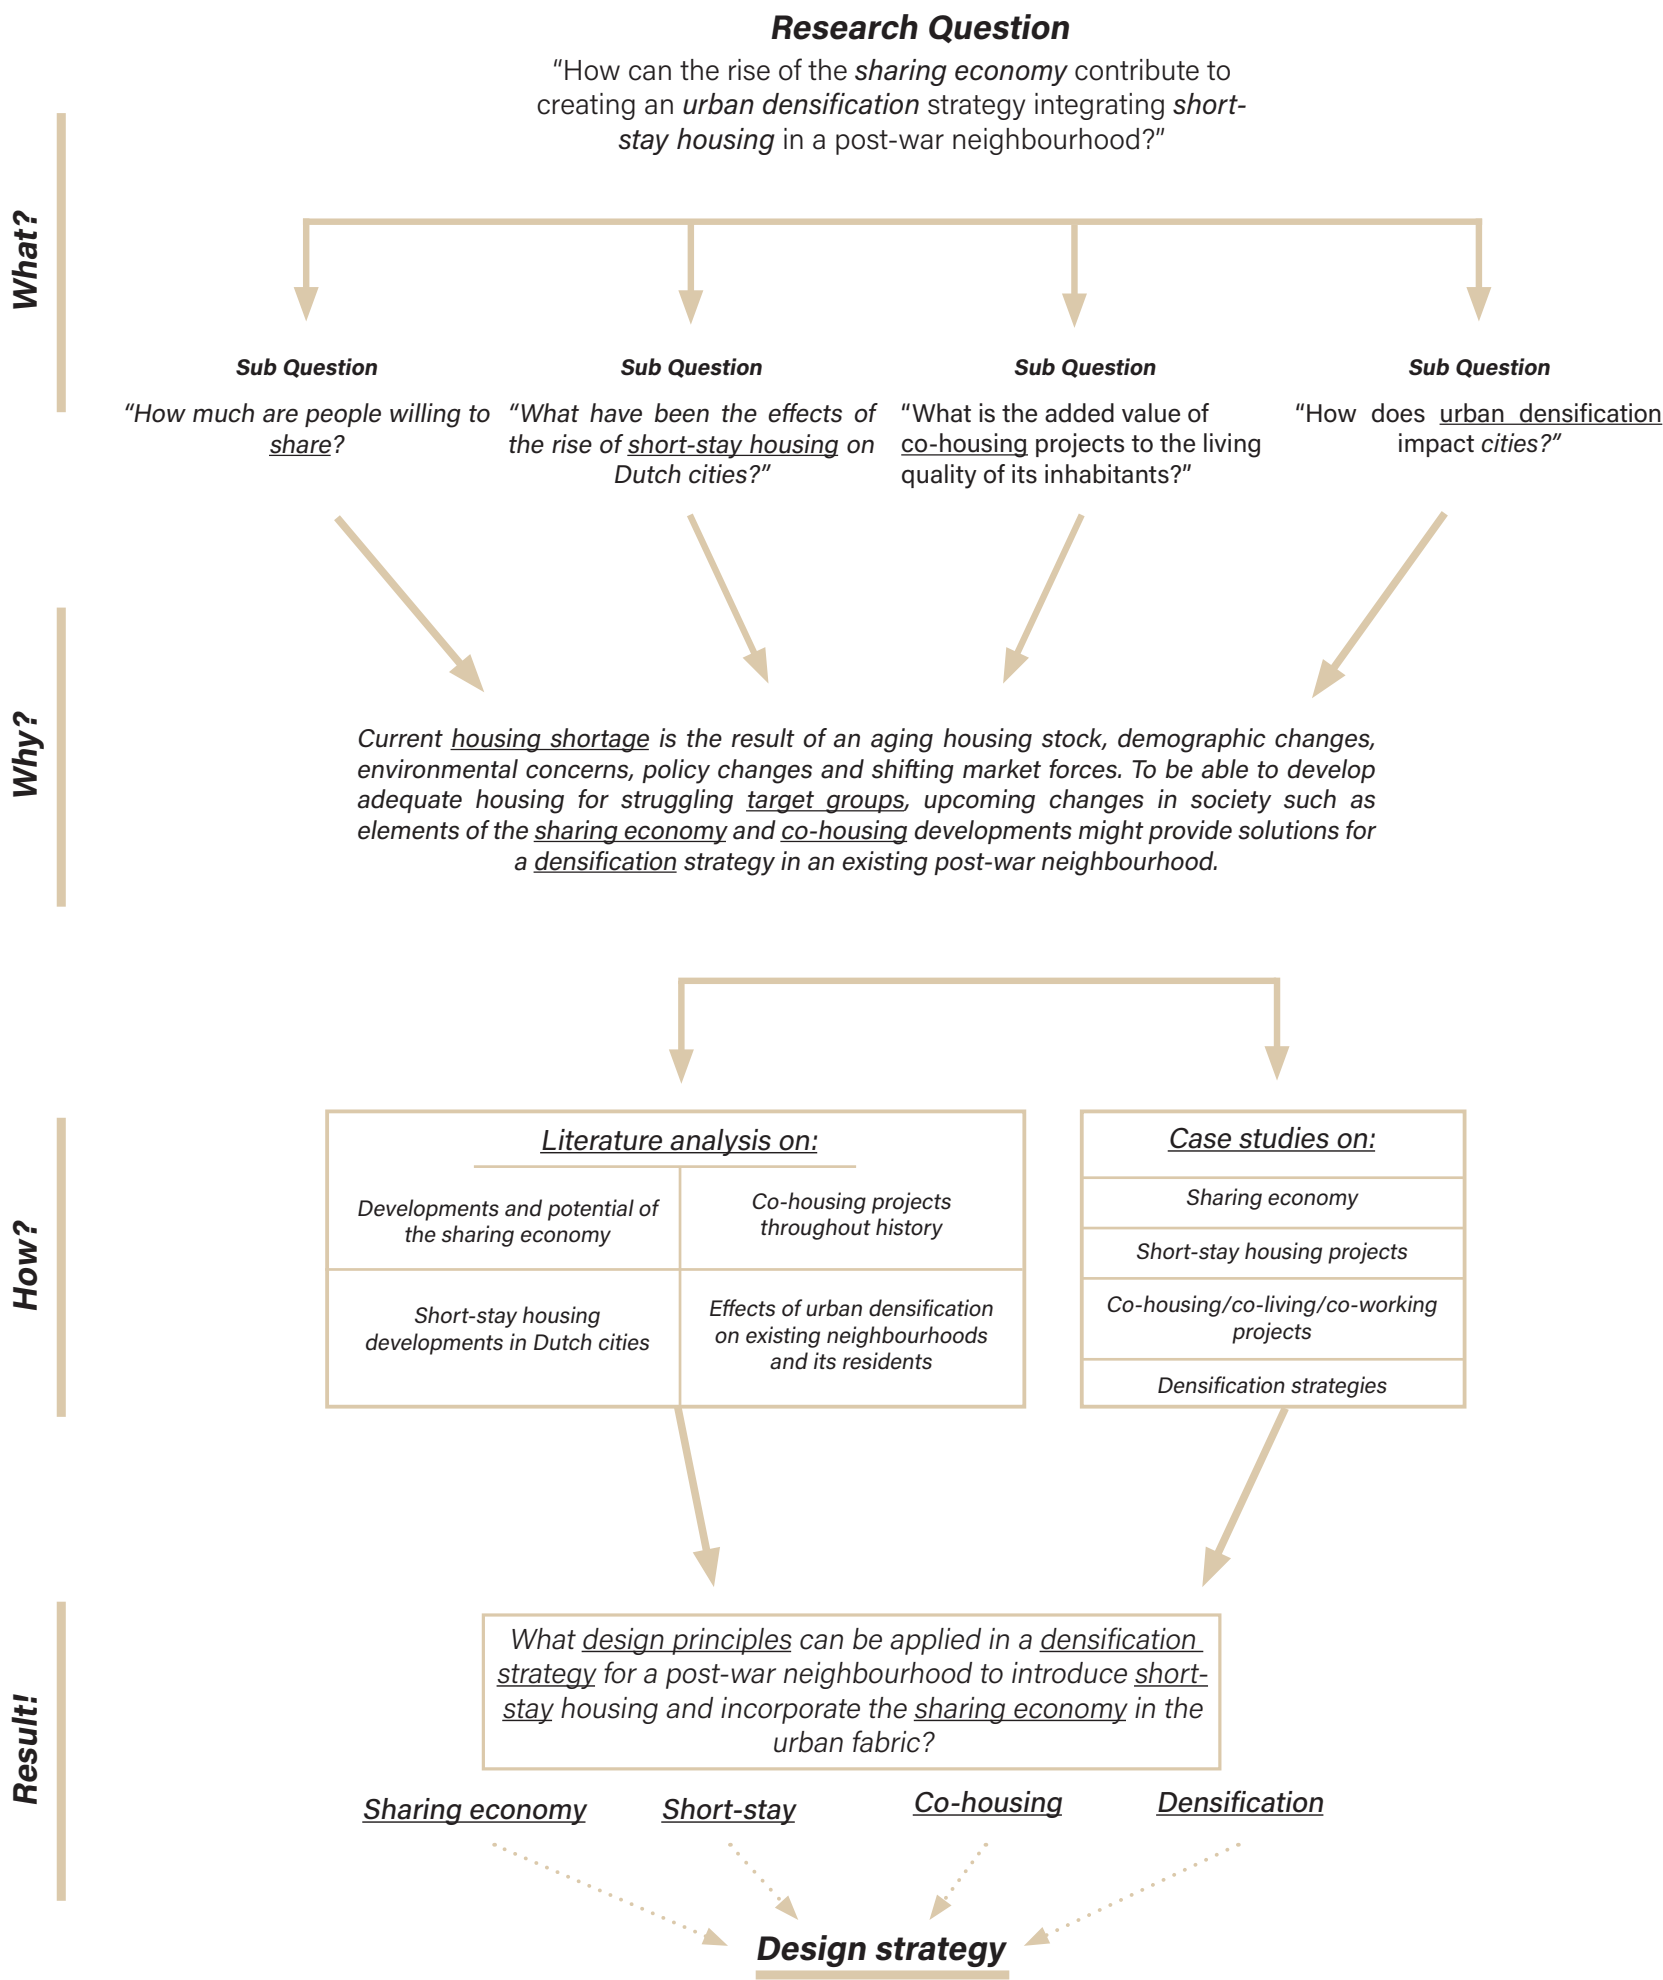 Research Question
“How can the rise of the sharing economy contribute to
creating an urban densification strategy integrating short-
stay housing in a post-war neighbourhood?”
What?
Sub Question
“How much are people willing to
share?
Sub Question
“What have been the effects of
the rise of short-stay housing on
Dutch cities?”
Sub Question
“What is the added value of
co-housing projects to the living
quality of its inhabitants?”
Sub Question
“How does urban densification
impact cities?”
Why?
Current housing shortage is the result of an aging housing stock, demographic changes,
environmental concerns, policy changes and shifting market forces. To be able to develop
adequate housing for struggling target groups, upcoming changes in society such as
elements of the sharing economy and co-housing developments might provide solutions for
a densification strategy in an existing post-war neighbourhood.
How?
Literature analysis on:
Developments and potential of
the sharing economy
Co-housing projects
throughout history
Short-stay housing
developments in Dutch cities
Effects of urban densification
on existing neighbourhoods
and its residents
Case studies on:
Sharing economy
Short-stay housing projects
Co-housing/co-living/co-working
projects
Densification strategies
Result!
What design principles can be applied in a densification
strategy for a post-war neighbourhood to introduce short-
stay housing and incorporate the sharing economy in the
urban fabric?
Sharing economy
Short-stay
Co-housing
Densification
Design strategy